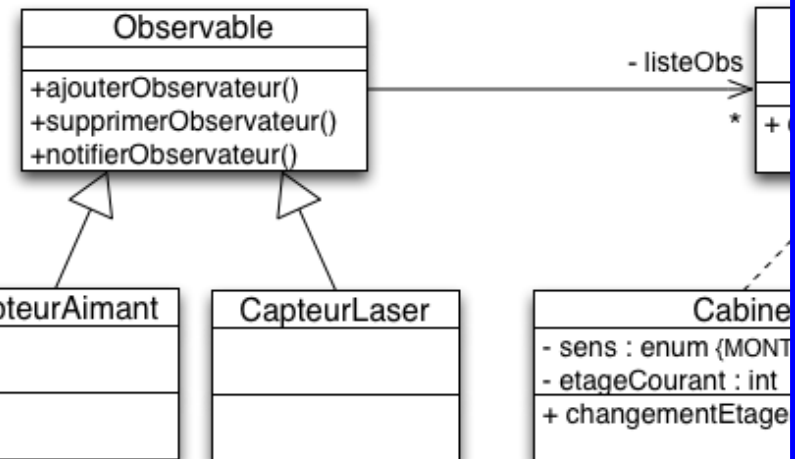 Observable
- listeObs
+ajouterObservateur()
+supprimerObservateur()
* +
+notifierObservateur()
CapteurLaser
- sens : enum
- etageCourant : int
+